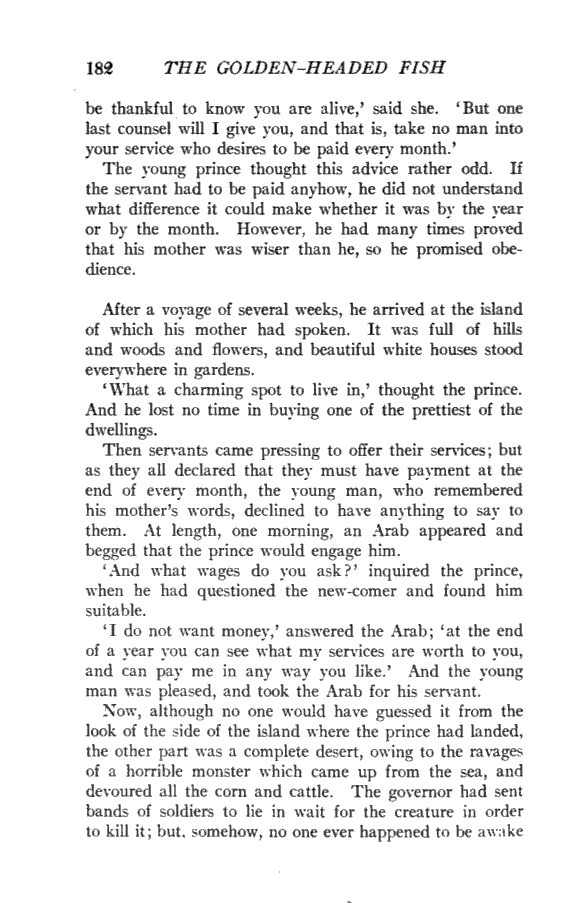 182 THE GOLDEN-HEADED FISH
be thankful to know you are alive,' said she. 'But one
last counsel will I give you, and that is, take no man into
your service who desires to be paid every month.'
The young prince thought this advice rather odd. If
the servant had to be paid anyhow, he did not understand
what difference it could make whether it was by the year
or by the month. However, he had many times proved
that his mother was wiser than he, so he promised obe-
dience.
After a voyage of several weeks, he arrived at the island
of which his mother had spoken. It was full of hills
and woods and flowers, and beautiful white houses stood
everywhere in gardens.
'What a charming spot to live in,' thought the prince.
And he lost no time in buying one of the prettiest of the
dwellings.
Then servants came pressing to offer their services; but
as they all declared that they must have payment at the
end of every month, the young man, who remembered
his mother's words, declined to have anything to say to
them. At length, one morning, an Arab appeared and
begged that the prince would engage him.
'And what wages do you ask?' inquired the prince,
when he had questioned the new-comer and found him
suitable.
'I do not want money,' answered the Arab; 'at the end
of a year you can see what my services are worth to you,
and can pay me in any way you like.' And the young
man was pleased, and took the Arab for his servant.
Now, although no one would have guessed it from the
look of the side of the island where the prince had landed,
the other part was a complete desert, owing to the ravages
of a horrible monster which came up from the sea, and
devoured all the corn and cattle. The governor had sent
bands of soldiers to lie in wait for the creature in order
to kill it; but, somehow, no one ever happened to be awake